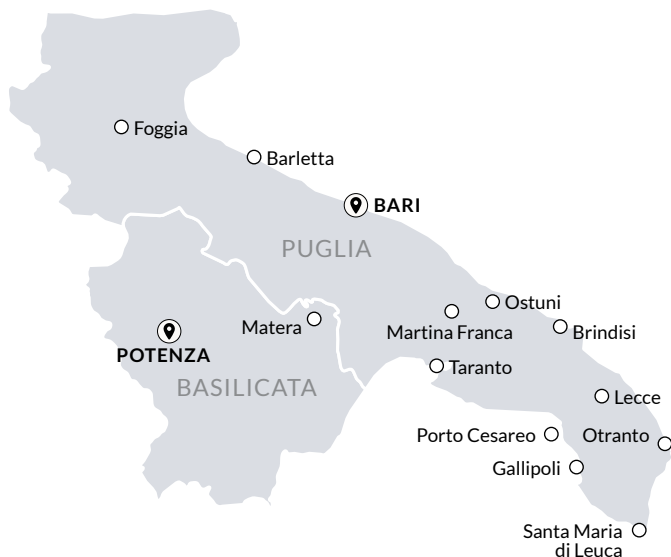 Foggia
Barletta
BARI
PUGLIA
Ostuni
Matera
Martina Franca
Brindisi
POTENZA
Taranto
BASILICATA
Lecce
Porto Cesareo
Otranto
Gallipoli
Santa Maria
di Leuca